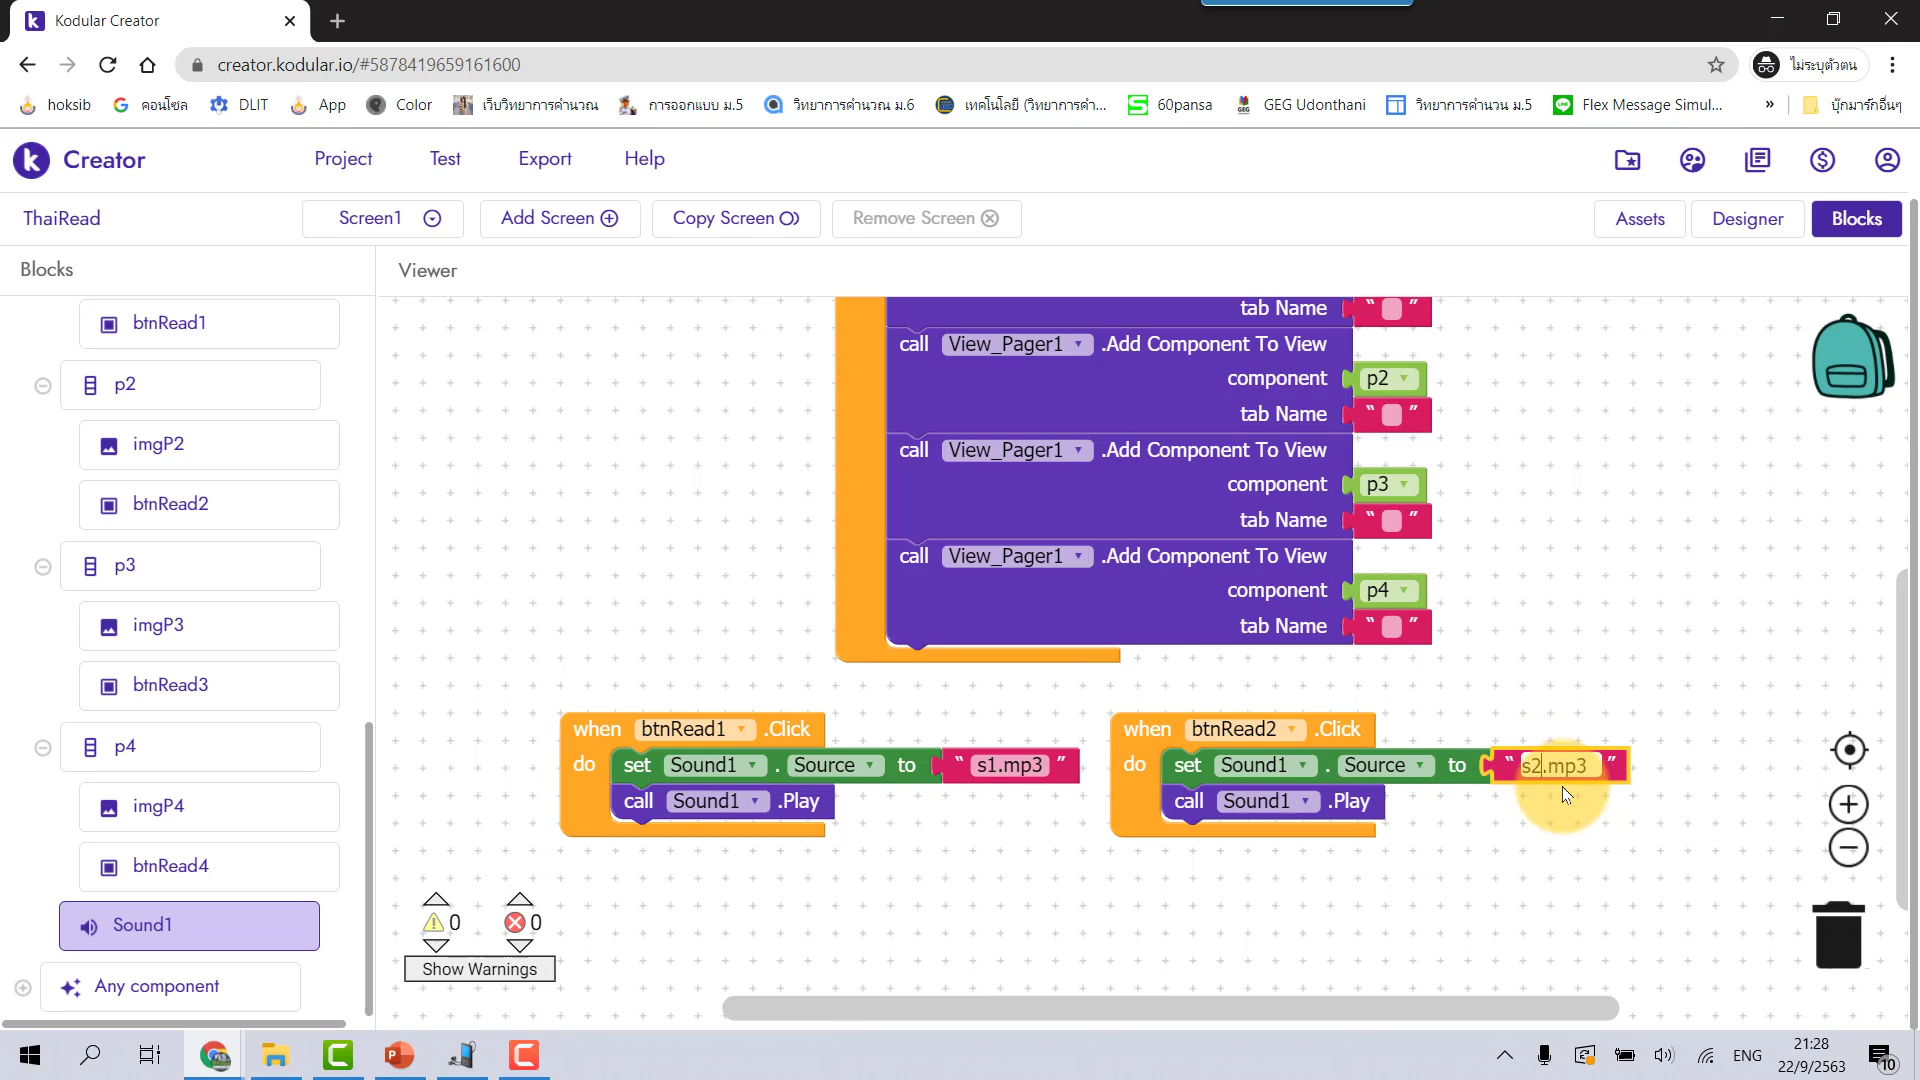 Kodular Creator
creator.kodular.io/#5878419659161600
ไม่ระบุตัวตน
hoksib
คอนโซล
DLIT
App
Color
เว็บวิทยาการคำนวณ
การออกแบบ ม.5
วิทยาการคำนวณ ม.6
เทคโนโลยี (วิทยาการคำ...
60pansa
GEG Udonthani
วิทยาการคำนวน ม.5
Flex Message Simul...
»
บุ๊กมาร์กอื่นๆ
Creator
Project
Test
Export
Help
ThaiRead
Screen1
Add Screen
Copy Screen
Remove Screen
Assets
Designer
Blocks
Blocks
Viewer
btnRead1
p2
imgP2
btnRead2
p3
imgP3
btnRead3
p4
imgP4
btnRead4
Sound1
Any component
tab Name " "
call View_Pager1 .Add Component To View
component p2
tab Name " "
call View_Pager1 .Add Component To View
component p3
tab Name " "
call View_Pager1 .Add Component To View
component p4
tab Name " "
when btnRead1 .Click
do set Sound1 . Source to " s1.mp3 "
call Sound1 .Play
when btnRead2 .Click
do set Sound1 . Source to " s2.mp3 "
call Sound1 .Play
0
0
Show Warnings
ENG
21:28
22/9/2563
10